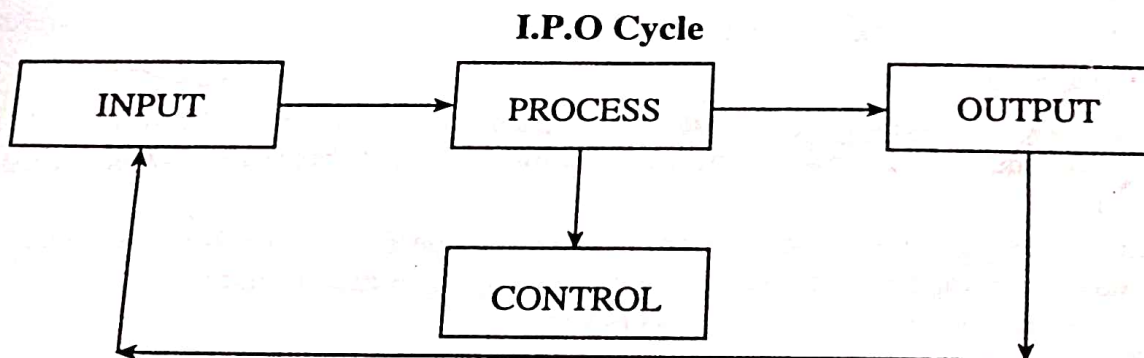 I.P.O Cycle
INPUT
PROCESS
OUTPUT
CONTROL